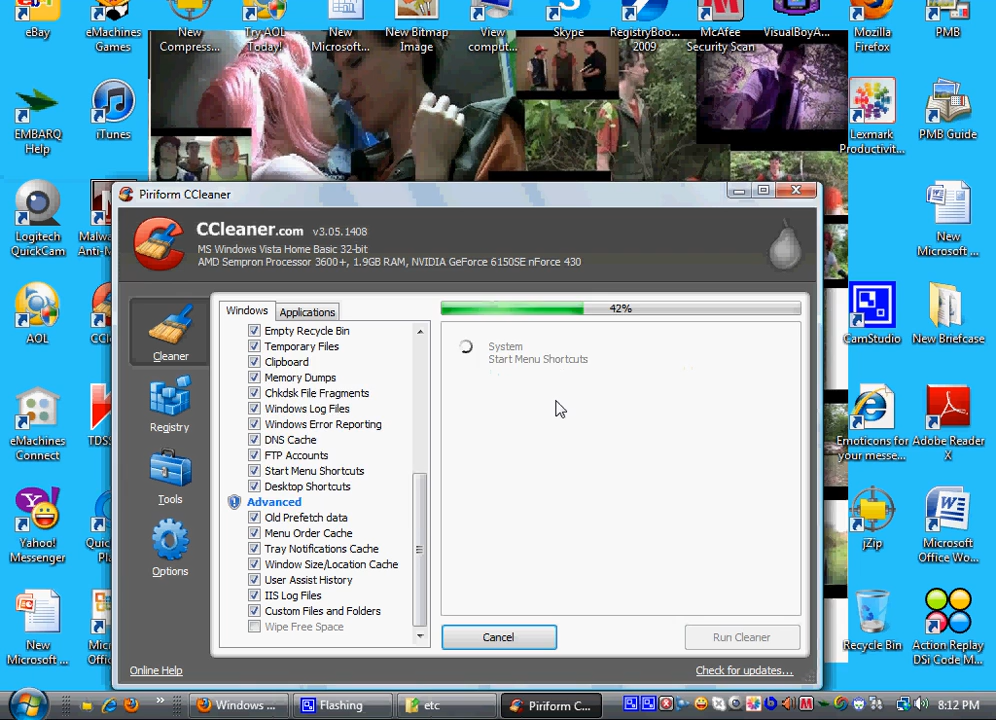 eBay
eMachines
Games
New
Compress...
Try AOL
Today!
New
Microsoft...
New Bitmap
Image
View
comput...
Skype
RegistryBoo...
2009
McAfee
Security Scan
VisualBoyA...
Mozilla
Firefox
PMB
EMBARQ
Help
iTunes
Lexmark
Productivit...
PMB Guide
Logitech
QuickCam
Malwa
Anti-M
New
Microsoft ...
AOL
CCl
CamStudio
New Briefcase
eMachines
Connect
TDSS
Emoticons for
your messe...
Adobe Reader
X
Yahoo!
Messenger
Quic
Pl
jZip
Microsoft
Office Wo...
New
Microsoft ...
Micr
Offic
Recycle Bin
Action Replay
DSi Code M...
Piriform CCleaner
CCleaner.com v3.05.1408
MS Windows Vista Home Basic 32-bit
AMD Sempron Processor 3600+, 1.9GB RAM, NVIDIA GeForce 6150SE nForce 430
Cleaner
Registry
Tools
Options
Windows
Applications
Empty Recycle Bin
Temporary Files
Clipboard
Memory Dumps
Chkdsk File Fragments
Windows Log Files
Windows Error Reporting
DNS Cache
FTP Accounts
Start Menu Shortcuts
Desktop Shortcuts
Advanced
Old Prefetch data
Menu Order Cache
Tray Notifications Cache
Window Size/Location Cache
User Assist History
IIS Log Files
Custom Files and Folders
Wipe Free Space
42%
System
Start Menu Shortcuts
Cancel
Run Cleaner
Online Help
Check for updates...
Windows ...
Flashing
etc
Piriform C...
8:12 PM